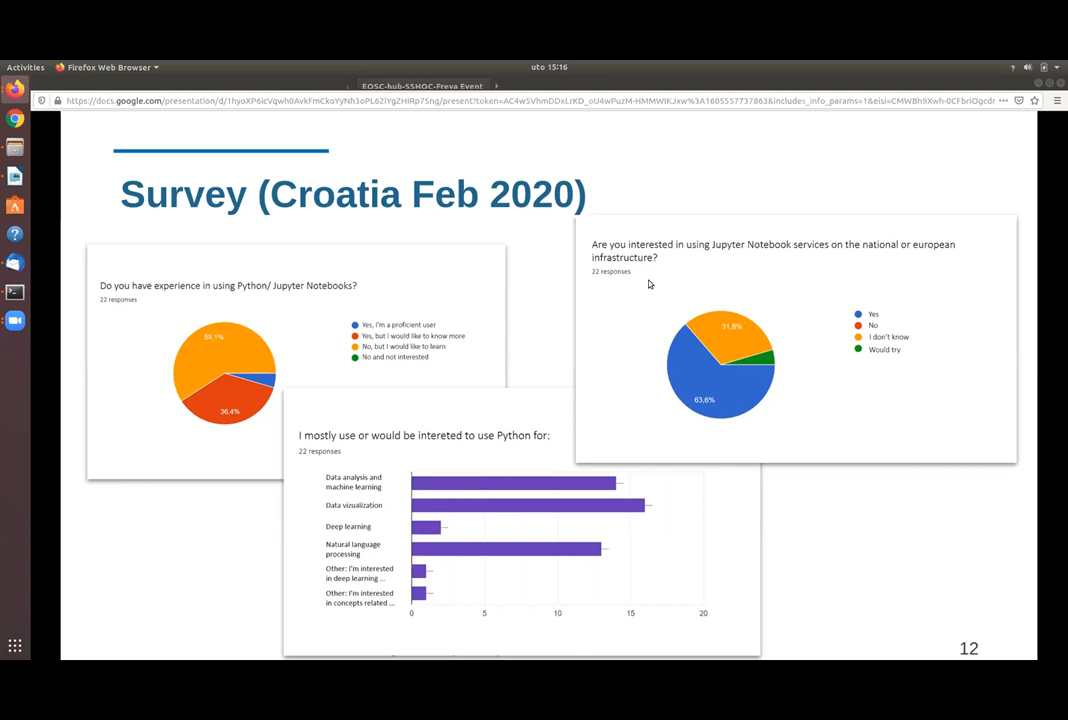 Activities
Firefox Web Browser
uto 15:16
?
EOSC-hub-SSHOC-Freya Event
Survey (Croatia Feb 2020)
Do you have experience in using Python/ Jupyter Notebooks?
22 responses
59,1%
36,4%
Yes, I'm a proficient user
Yes, but I would like to know more
No, but I would like to learn
No and not interested
Are you interested in using Jupyter Notebook services on the national or european
infrastructure?
22 responses
31,8%
63,6%
Yes
No
I don't know
Would try
I mostly use or would be intereted to use Python for:
22 responses
Data analysis and
machine learning
Data vizualization
Deep learning
Natural language
processing
Other: I'm interested
in deep learning ...
Other: I'm interested
in concepts related ...
0
5
10
15
20
12